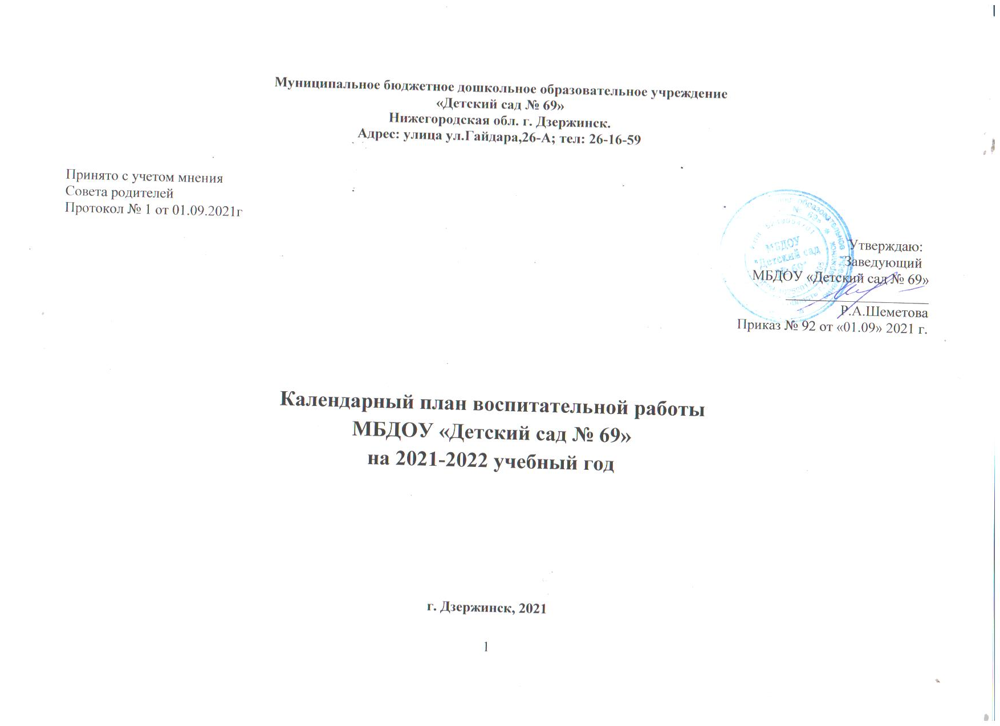 Муниципальное бюджетное дошкольное образовательное учреждение
«Детский сад № 69»
Нижегородская обл. г. Дзержинск.
Адрес: улица ул.Гайдара,26-А; тел: 26-16-59
Принято с учетом мнения
Совета родителей
Протокол № 1 от 01.09.2021г
образовательное
№ 69»
МБДОУ
"Детский сад
№ 69"
Утверждаю:
Заведующий
МБДОУ «Детский сад № 69»
Р.А.Шеметова
Приказ № 92 от «01.09» 2021 г.
Календарный план воспитательной работы
МБДОУ «Детский сад № 69»
на 2021-2022 учебный год
г. Дзержинск, 2021
1